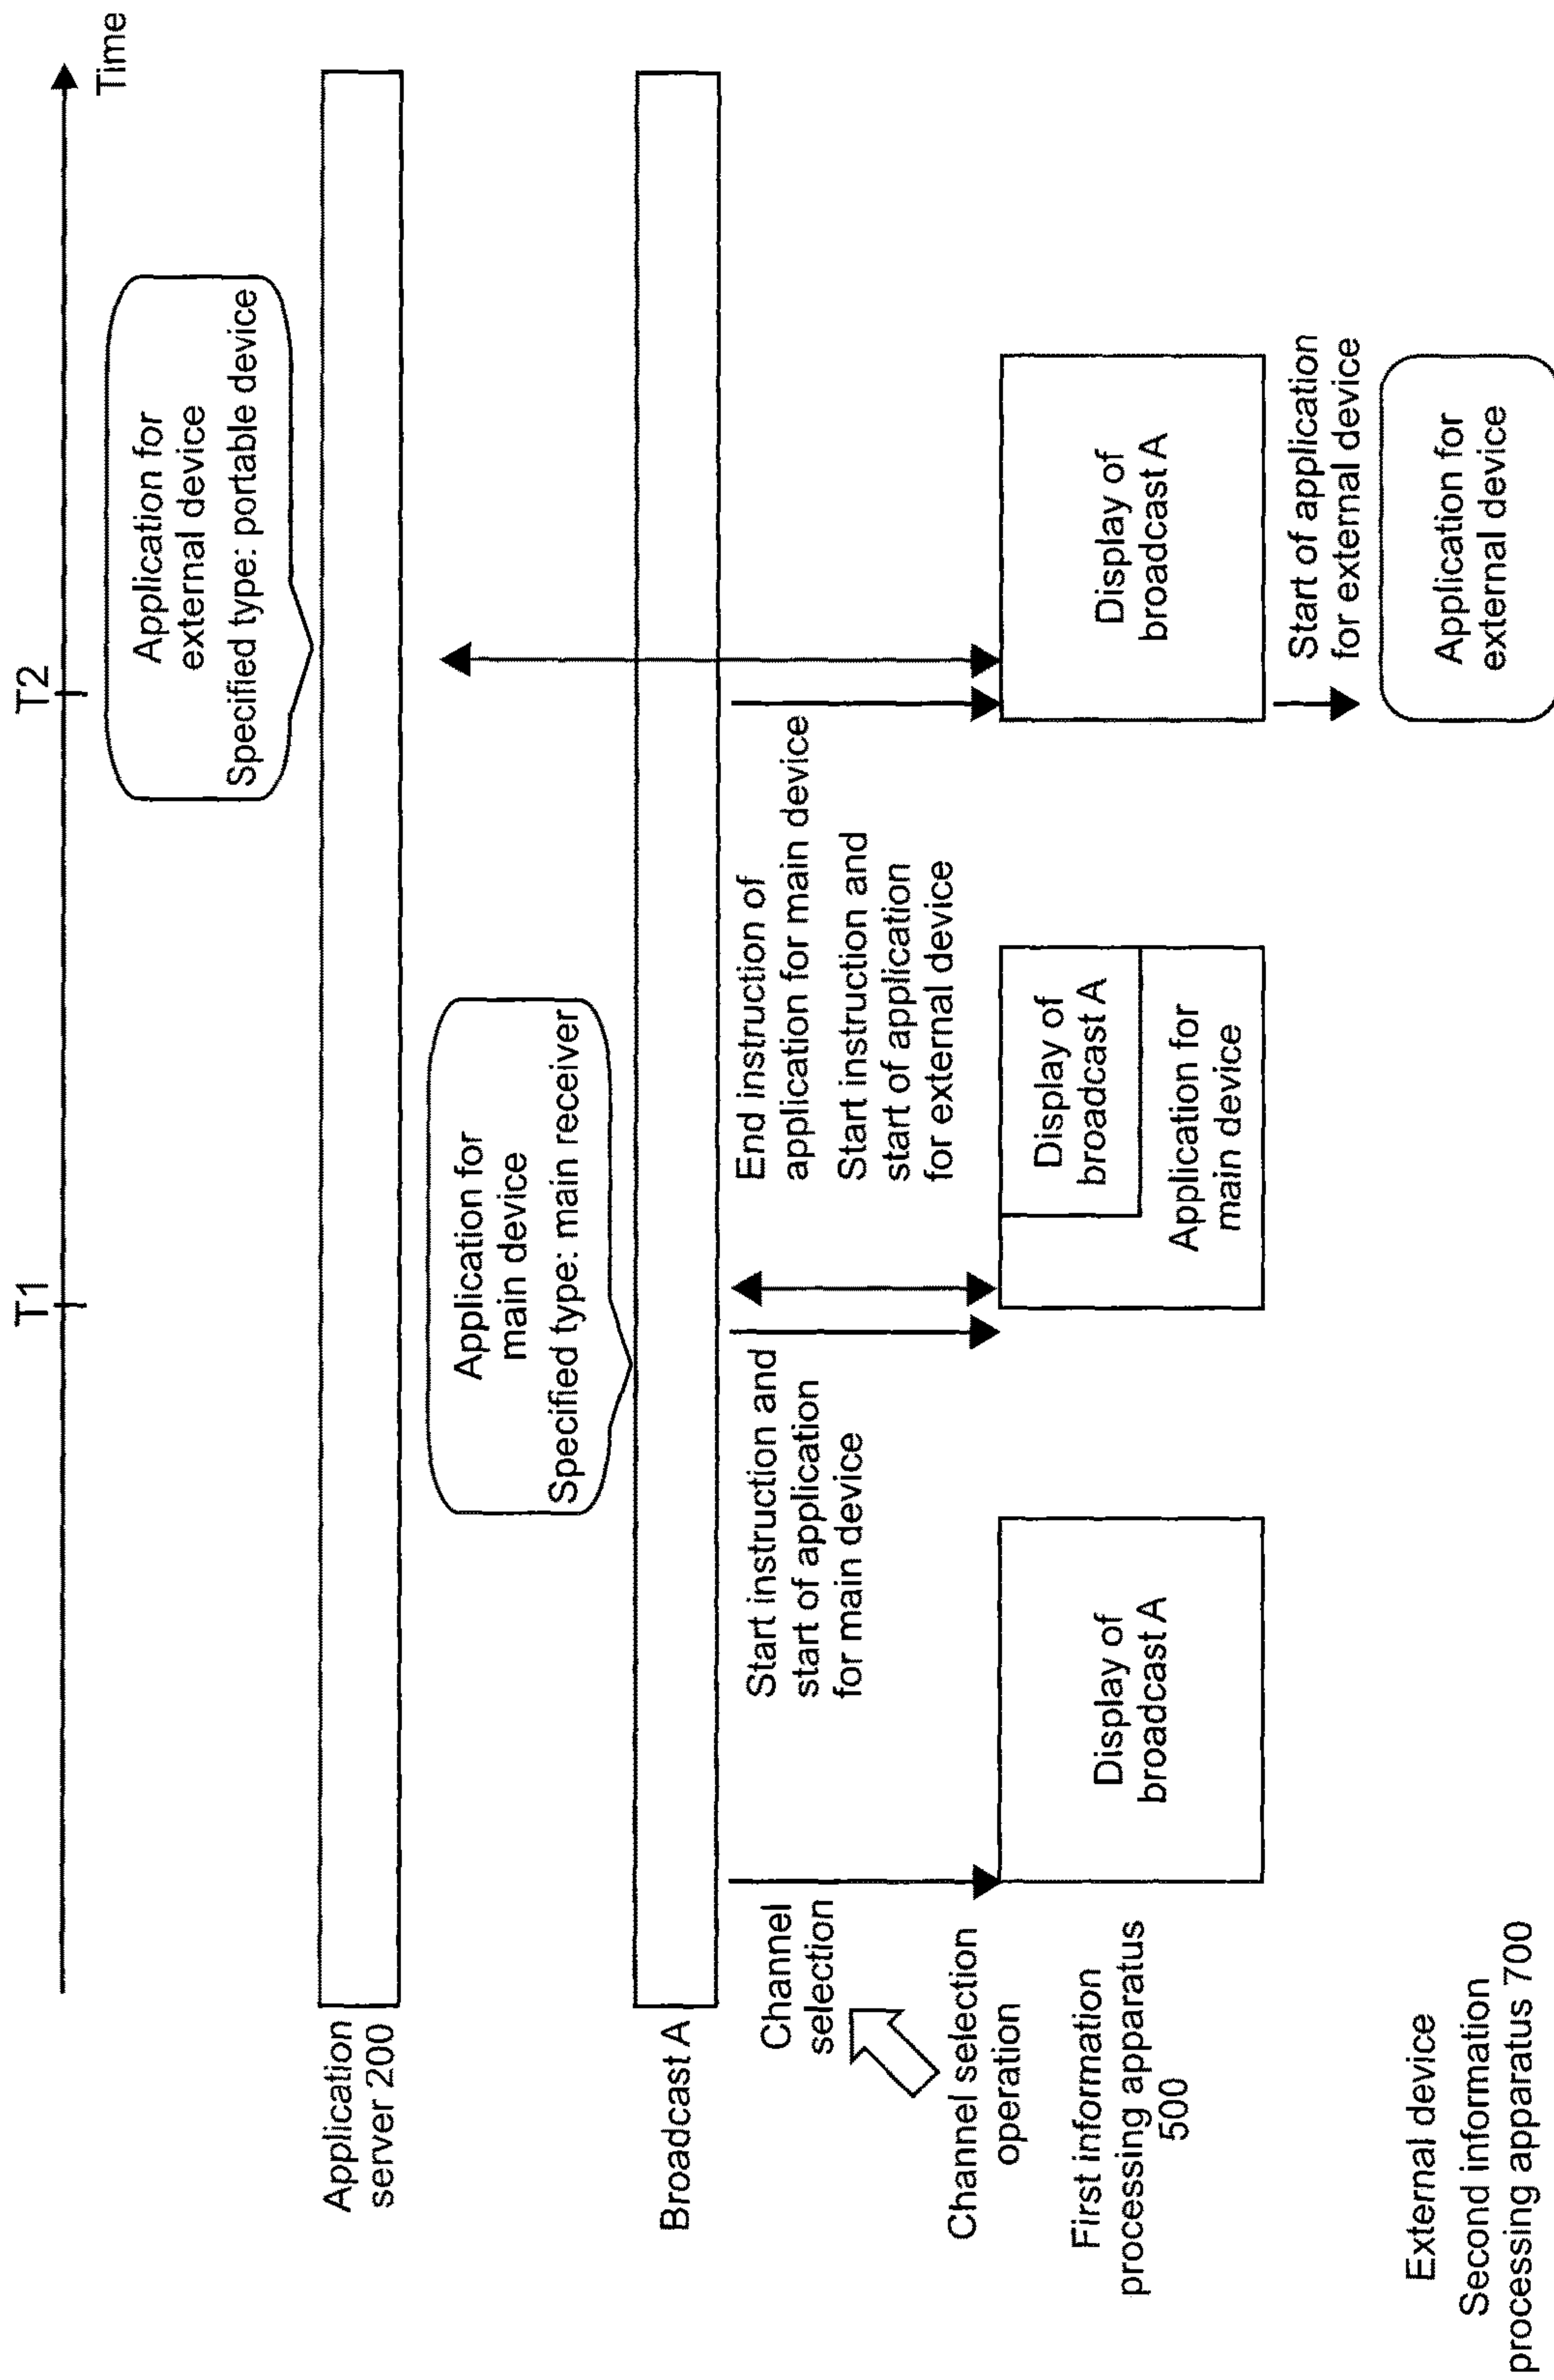 T1
T2
Time
Application for
external device
Specified type: portable device
Application
server 200
Application for
main device
Specified type: main receiver
Broadcast A
Channel
selection
Start instruction and
start of application
for main device
End instruction of
application for main device
Start instruction and
start of application
for external device
Channel selection
operation
First information
processing apparatus
500
Display of
broadcast A
Display of
broadcast A
Application for
main device
Display of
broadcast A
Start of application
for external device
External device
Second information
processing apparatus 700
Application for
external device